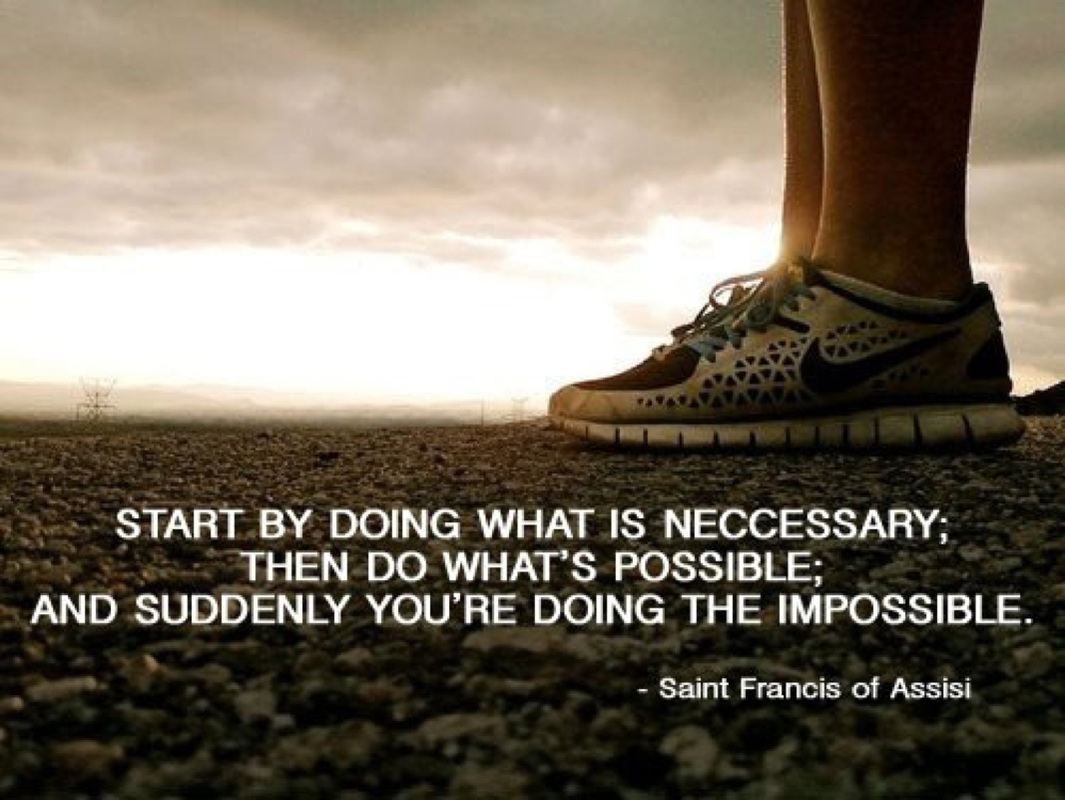 START BY DOING WHAT IS NECCESSARY;
THEN DO WHAT'S POSSIBLE;
AND SUDDENLY YOU'RE DOING THE IMPOSSIBLE.
- Saint Francis of Assisi